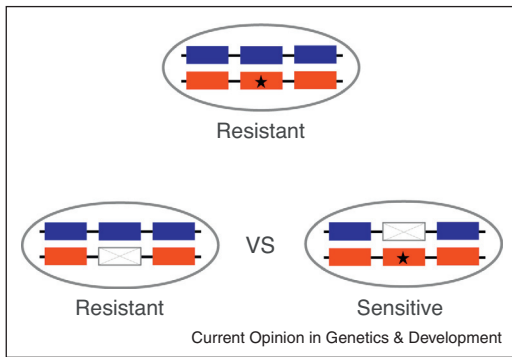 Resistant
VS
Resistant
Sensitive
Current Opinion in Genetics & Development